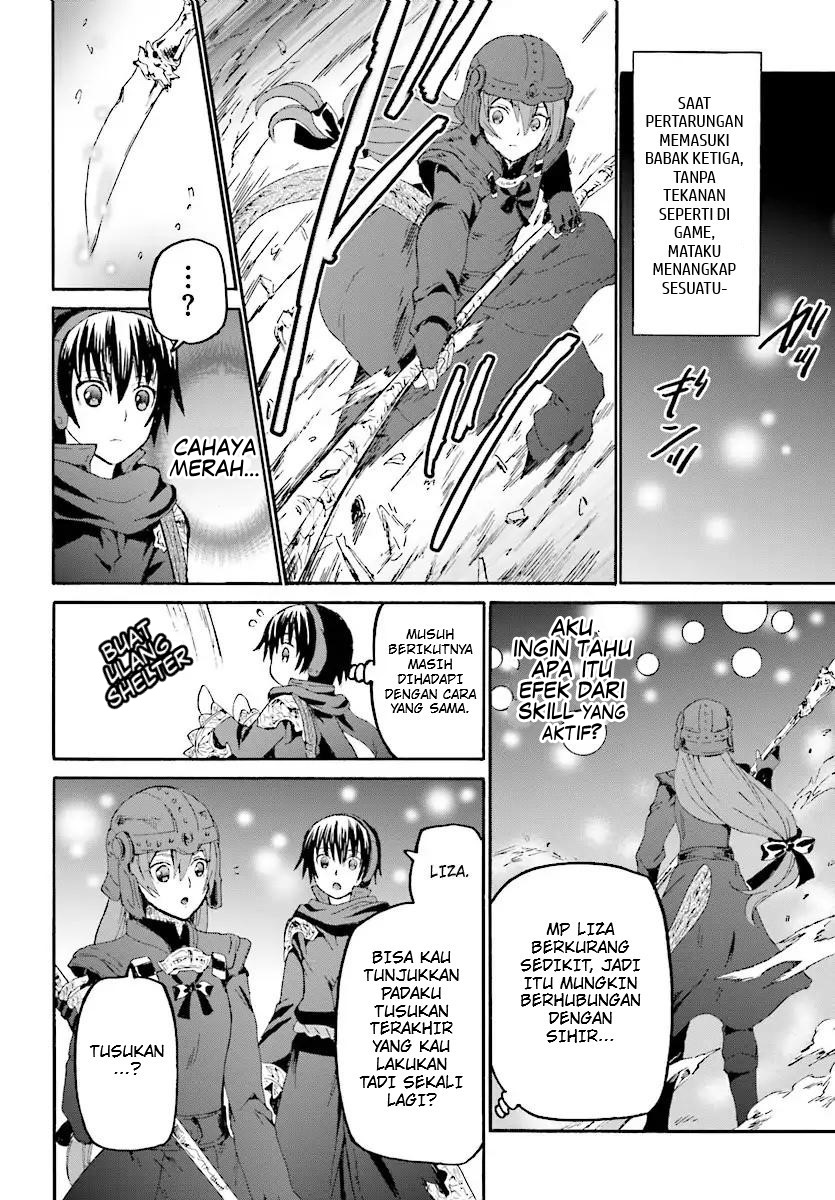 SAAT
PERTARUNGAN
MEMASUKI
BABAK KETIGA,
TANPA
TEKANAN
SEPERTI DI
GAME,
MATAKU
MENANGKAP
SESUATU-
...?
CAHAYA
MERAH...
AKU
INGIN TAHU
APA ITU
EFEK DARI
SKILL YANG
AKTIF?
MP LIZA
BERKURANG
SEDIKIT, JADI
ITU MUNGKIN
BERHUBUNGAN
DENGAN
SIHIR...
MUSUH
BERIKUTNYA
MASIH
DIHADAPI
DENGAN CARA
YANG SAMA.
BUAT
ULANG
SHELTER
LIZA.
BISA KAU
TUNJUKKAN
PADAKU
TUSUKAN
TERAKHIR
YANG KAU
LAKUKAN
TADI SEKALI
LAGI?
TUSUKAN
...?